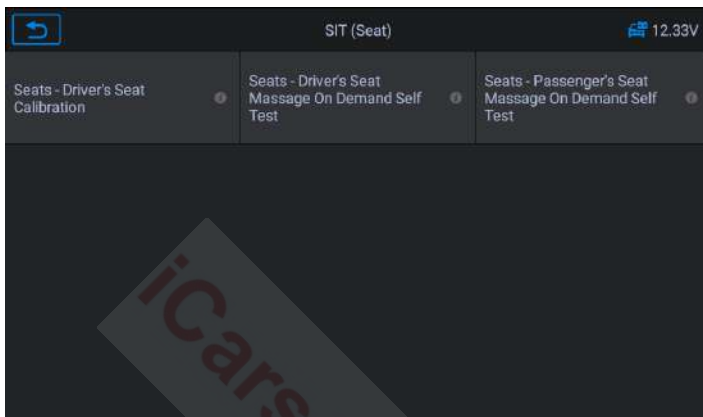 SIT (Seat)
12.33V
Seats - Driver's Seat
Calibration
Seats - Driver's Seat
Massage On Demand Self
Test
Seats - Passenger's Seat
Massage On Demand Self
Test
iCars